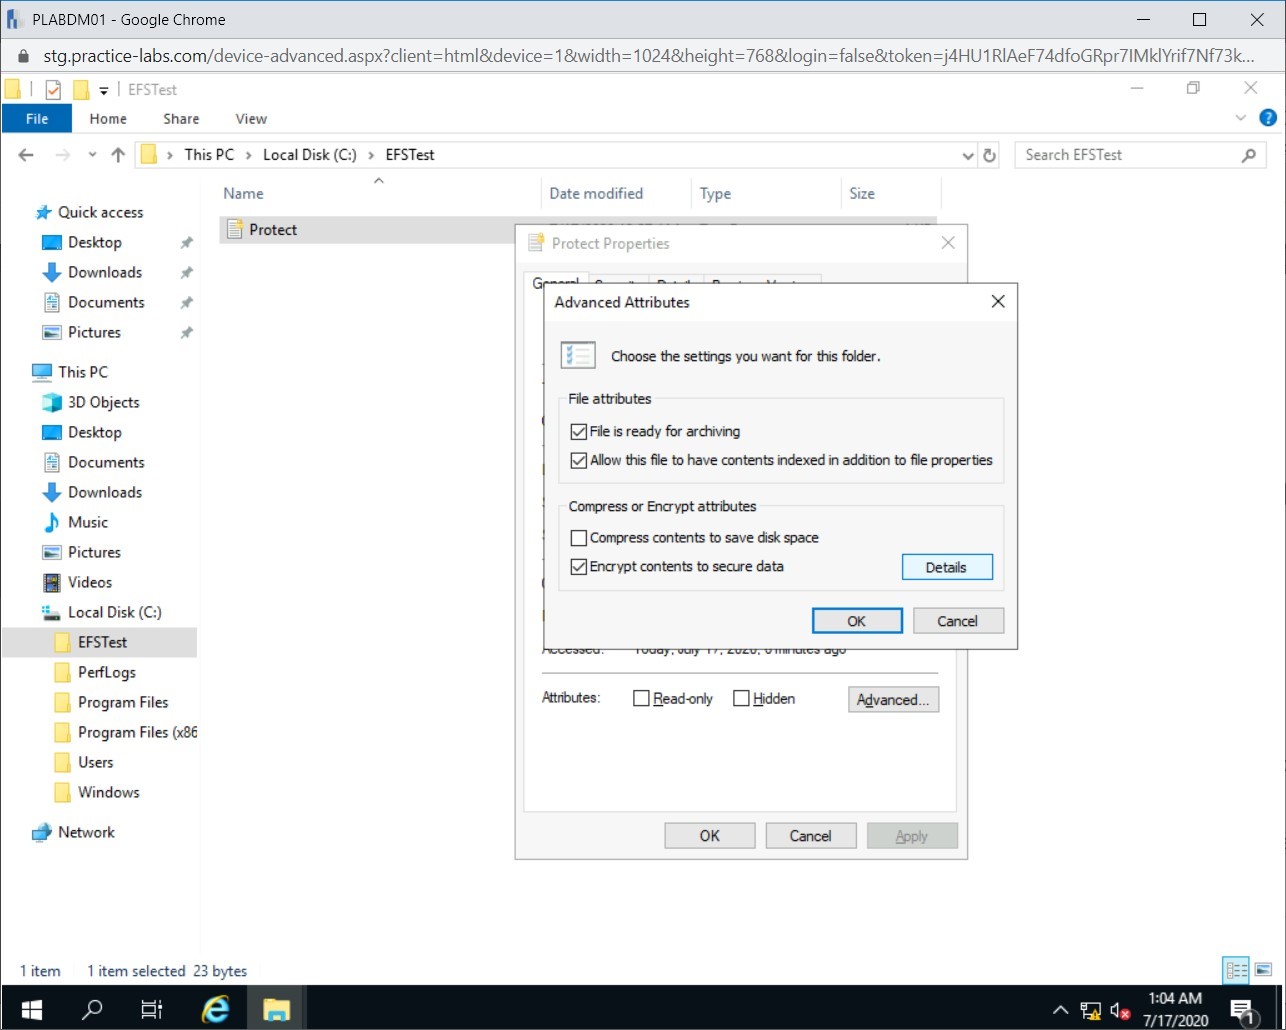 PLABDM01 - Google Chrome
stg.practice-labs.com/device-advanced.aspx?client=html&device=1&width=1024&height=768&login=false&token=j4HU1RlAeF74dfoGRpr7IMklYrif7Nf73k...
EFSTest
File Home Share View
This PC > Local Disk (C:) > EFSTest
Search EFSTest
Name Date modified Type Size
Protect
Quick access
Desktop
Downloads
Documents
Pictures
This PC
3D Objects
Desktop
Documents
Downloads
Music
Pictures
Videos
Local Disk (C:)
EFSTest
PerfLogs
Program Files
Program Files (x86
Users
Windows
Network
Protect Properties
General
Advanced Attributes
Choose the settings you want for this folder.
File attributes
File is ready for archiving
Allow this file to have contents indexed in addition to file properties
Compress or Encrypt attributes
Compress contents to save disk space
Encrypt contents to secure data
Details
OK Cancel
Accessed: Today, July 17, 2020, 6 minutes ago
Attributes: Read-only Hidden Advanced...
OK Cancel Apply
1 item 1 item selected 23 bytes
1:04 AM
7/17/2020
1